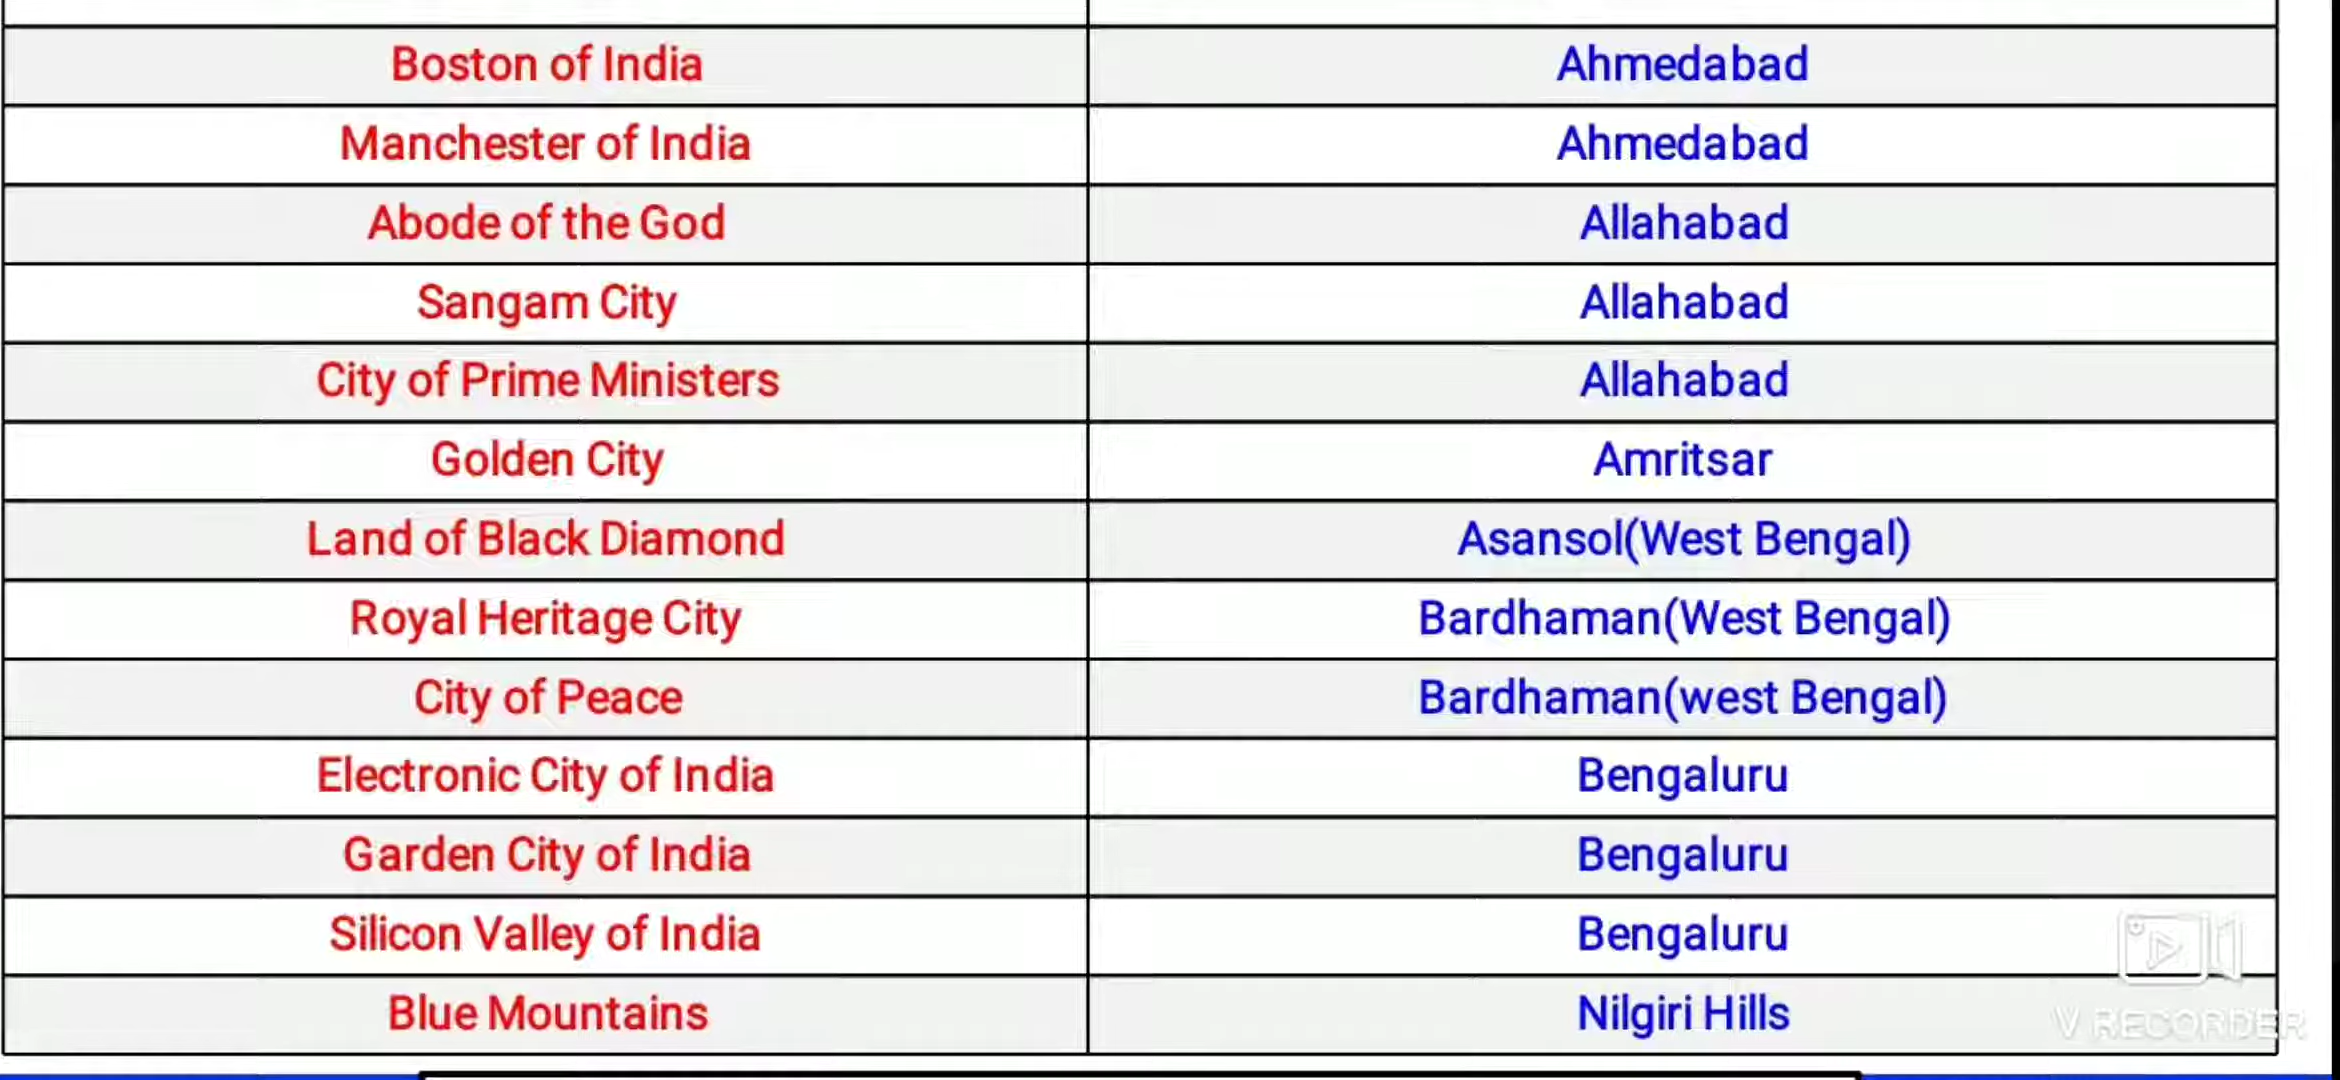 Boston of India Ahmedabad
Manchester of India Ahmedabad
Abode of the God Allahabad
Sangam City Allahabad
City of Prime Ministers Allahabad
Golden City Amritsar
Land of Black Diamond Asansol(West Bengal)
Royal Heritage City Bardhaman(West Bengal)
City of Peace Bardhaman(west Bengal)
Electronic City of India Bengaluru
Garden City of India Bengaluru
Silicon Valley of India Bengaluru
Blue Mountains Nilgiri Hills
V RECORDER